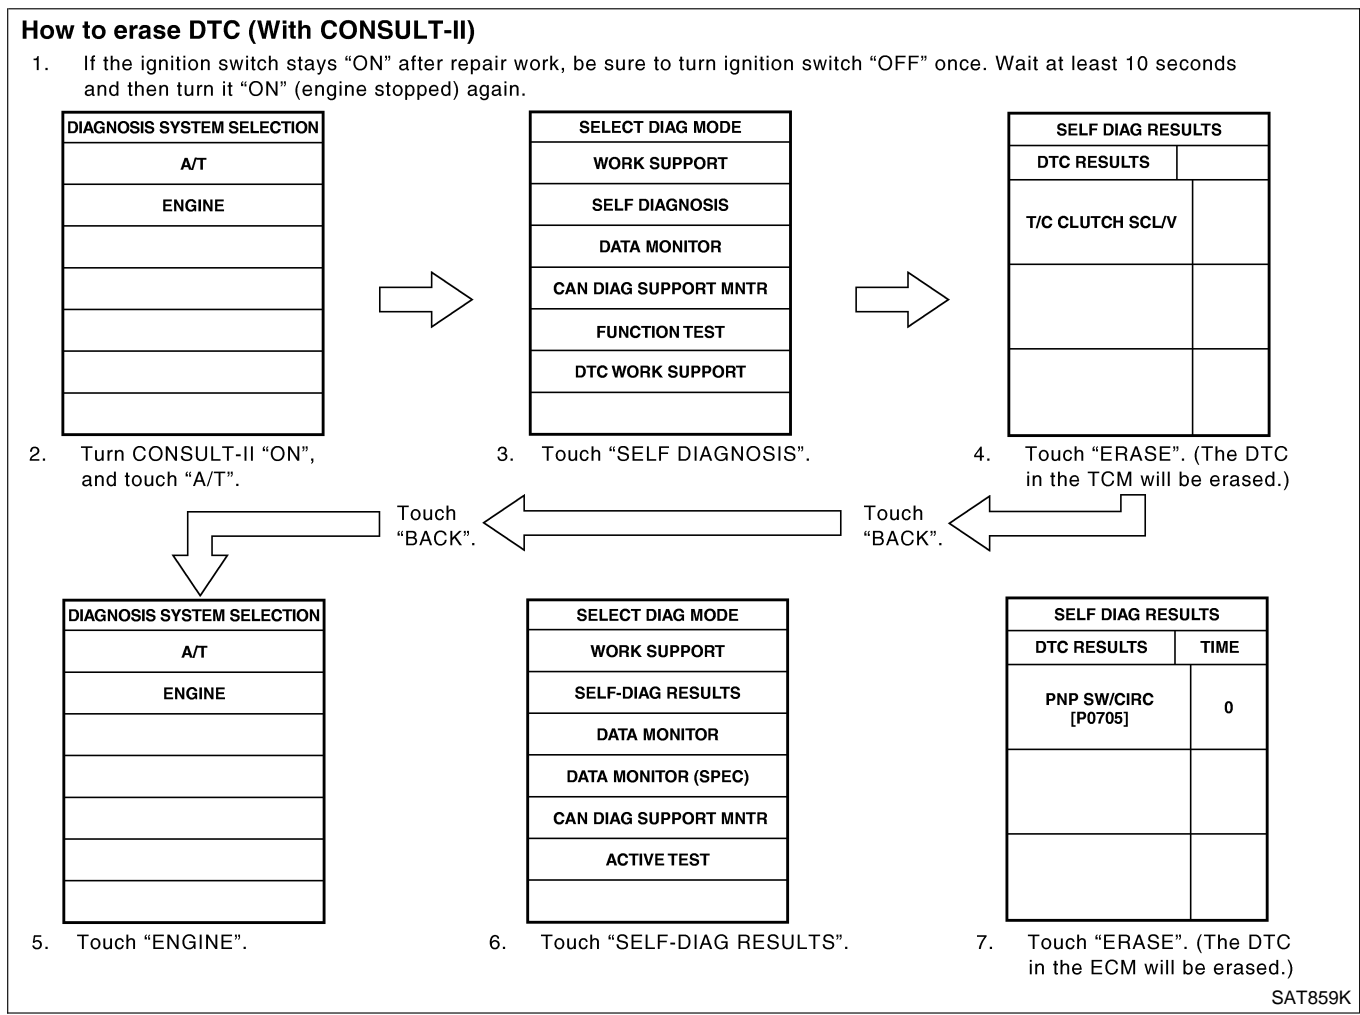 How to erase DTC (With CONSULT-II)
1. If the ignition switch stays “ON” after repair work, be sure to turn ignition switch “OFF” once. Wait at least 10 seconds
and then turn it “ON” (engine stopped) again.
DIAGNOSIS SYSTEM SELECTION
A/T
ENGINE
2. Turn CONSULT-II “ON”,
and touch “A/T”.
SELECT DIAG MODE
WORK SUPPORT
SELF DIAGNOSIS
DATA MONITOR
CAN DIAG SUPPORT MNTR
FUNCTION TEST
DTC WORK SUPPORT
3. Touch “SELF DIAGNOSIS”.
SELF DIAG RESULTS
DTC RESULTS
T/C CLUTCH SCL/V
4. Touch “ERASE”. (The DTC
in the TCM will be erased.)
Touch
“BACK”.
Touch
“BACK”.
DIAGNOSIS SYSTEM SELECTION
A/T
ENGINE
5. Touch “ENGINE”.
SELECT DIAG MODE
WORK SUPPORT
SELF-DIAG RESULTS
DATA MONITOR
DATA MONITOR (SPEC)
CAN DIAG SUPPORT MNTR
ACTIVE TEST
6. Touch “SELF-DIAG RESULTS”.
SELF DIAG RESULTS
DTC RESULTS TIME
PNP SW/CIRC
[P0705] 0
7. Touch “ERASE”. (The DTC
in the ECM will be erased.)
SAT859K